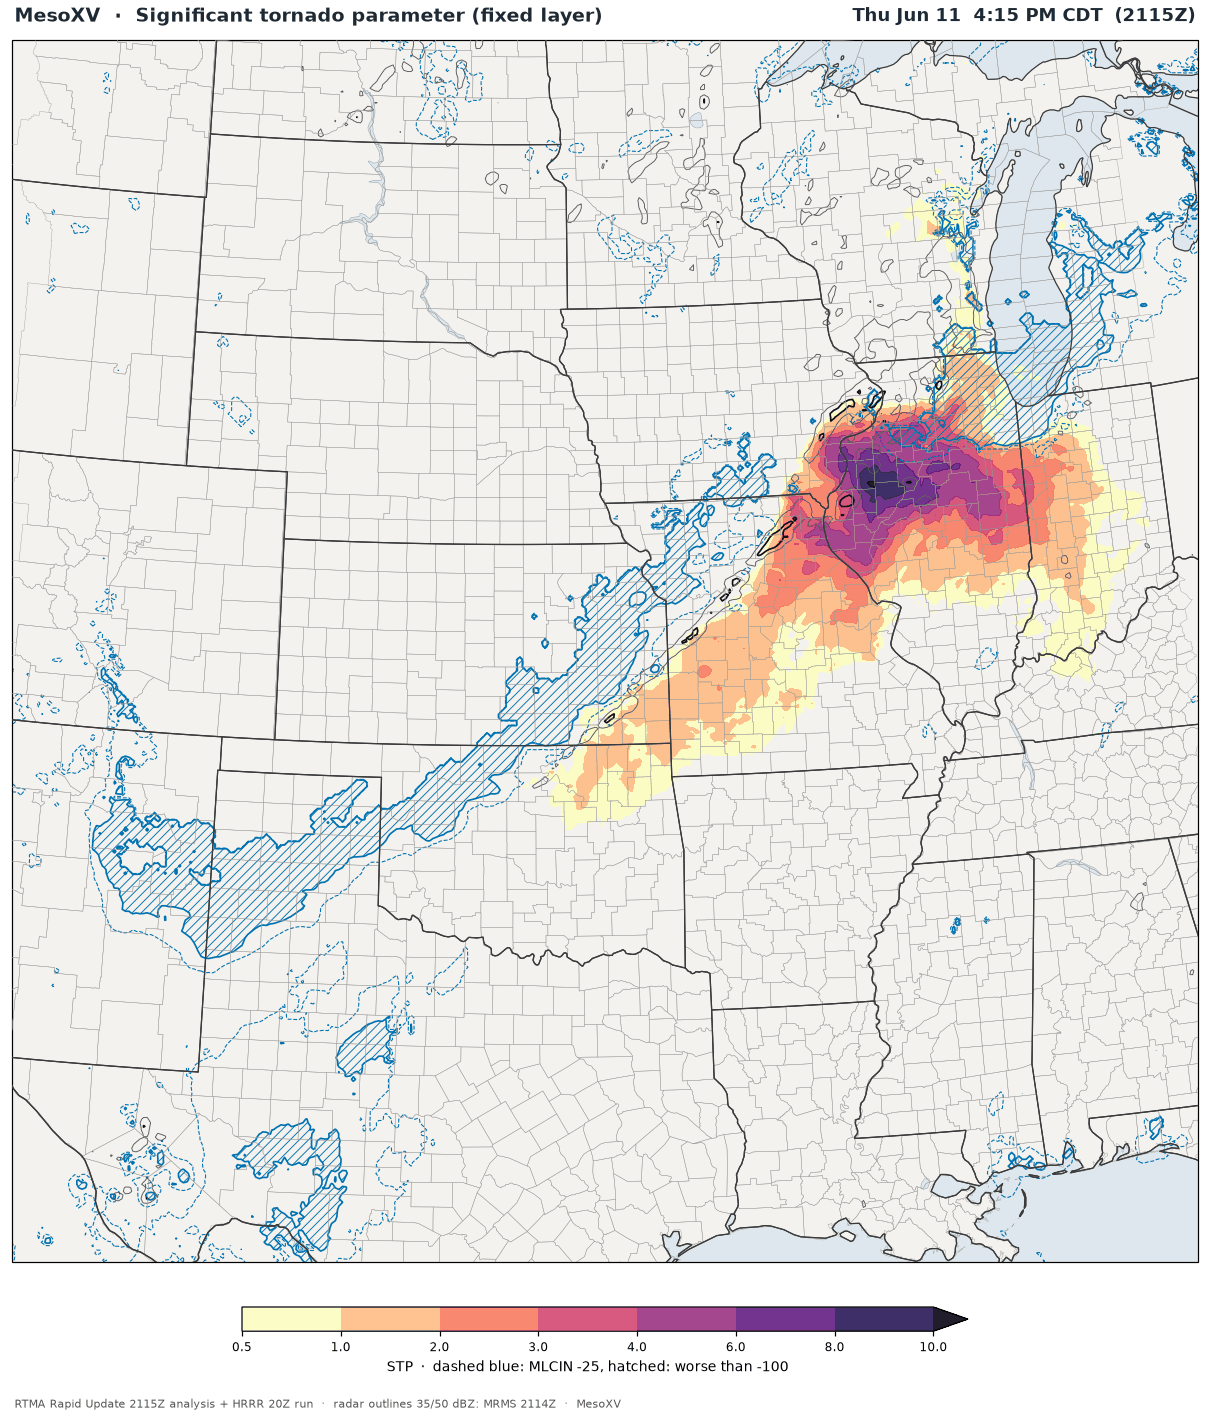 MesoXV · Significant tornado parameter (fixed layer)
Thu Jun 11 4:15 PM CDT (2115Z)
0.5 1.0 2.0 3.0 4.0 6.0 8.0 10.0
STP · dashed blue: MLCIN -25, hatched: worse than -100
RTMA Rapid Update 2115Z analysis + HRRR 20Z run · radar outlines 35/50 dBZ: MRMS 2114Z · MesoXV